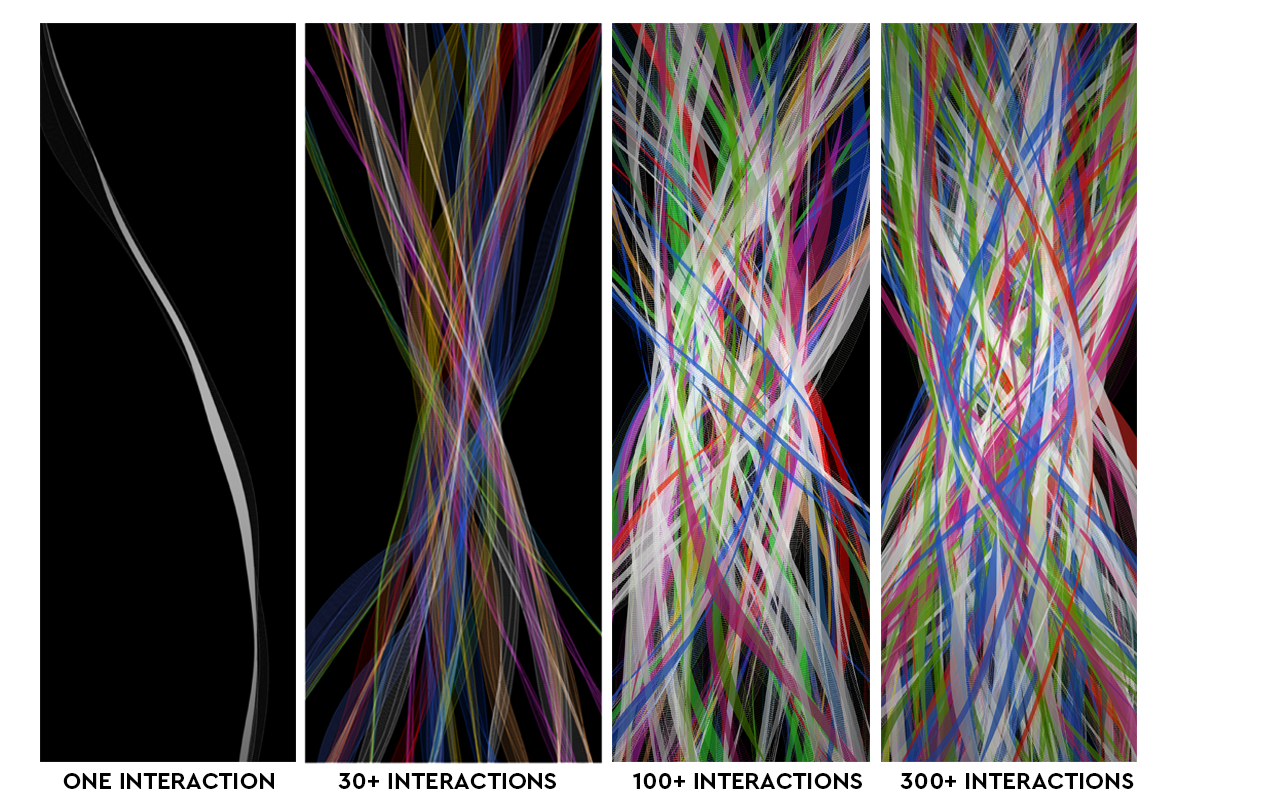 ONE INTERACTION
30+ INTERACTIONS
100+ INTERACTIONS
300+ INTERACTIONS